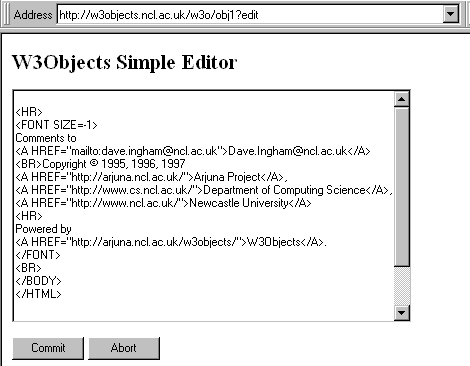 Address http://w3objects.ncl.ac.uk/w3o/obj1?edit
W3Objects Simple Editor
<HR>
<FONT SIZE=-1>
Comments to
<A HREF="mailto:dave.ingham@ncl.ac.uk">Dave.Ingham@ncl.ac.uk</A>
<BR>Copyright © 1995, 1996, 1997
<A HREF="http://arjuna.ncl.ac.uk/">Arjuna Project</A>,
<A HREF="http://www.cs.ncl.ac.uk/">Department of Computing Science</A>,
<A HREF="http://www.ncl.ac.uk/">Newcastle University</A>
<HR>
Powered by
<A HREF="http://arjuna.ncl.ac.uk/w3objects/">W3Objects</A>.
</FONT>
<BR>
</BODY>
</HTML>
Commit Abort